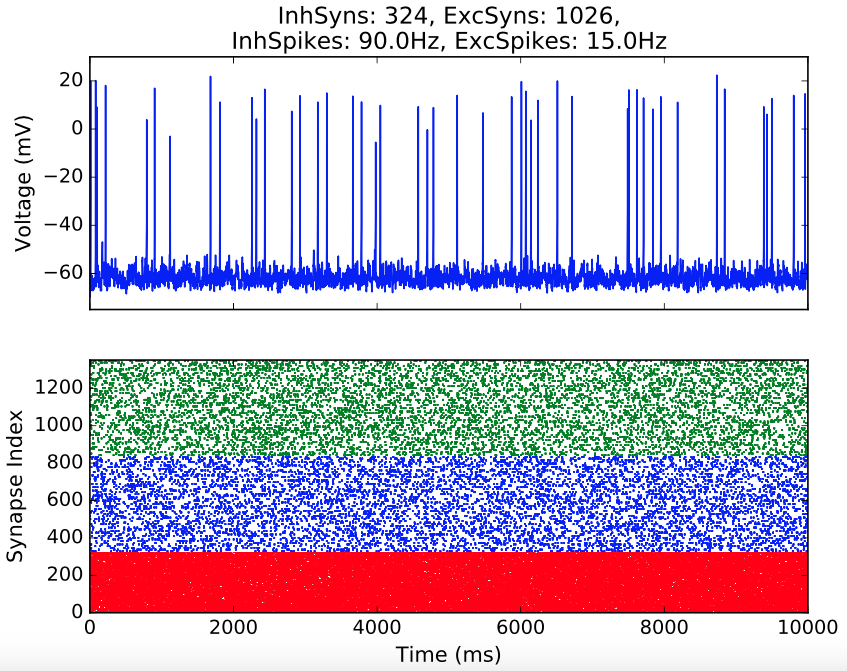 InhSyns: 324, ExcSyns: 1026,
InhSpikes: 90.0Hz, ExcSpikes: 15.0Hz
Voltage (mV)
20
0
−20
−40
−60
Synapse Index
1200
1000
800
600
400
200
0
0 2000 4000 6000 8000 10000
Time (ms)